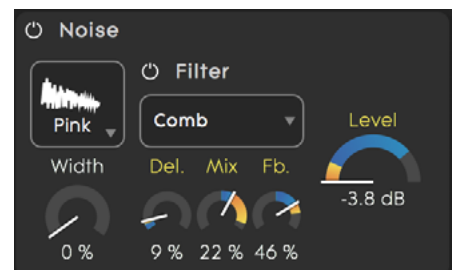 Noise
Filter
Pink
Comb
Level
Width
Del.
Mix
Fb.
-3.8 dB
0 %
9 %
22 %
46 %